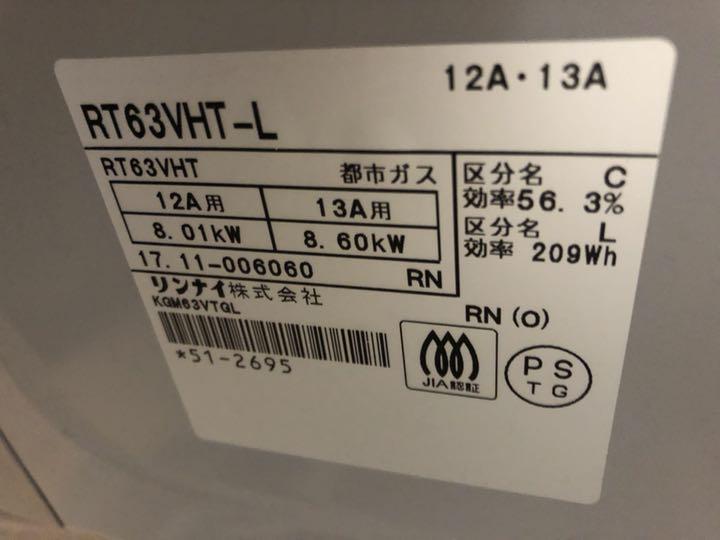 12A・13A
RT63VHT-L
RT63VHT 都市ガス
12A用 13A用
8.01kW 8.60kW
17.11-006060 RN
区分名 C
効率56.3%
区分名 L
効率 209Wh
リンナイ株式会社
KGM63VTGL
RN(O)
*51-2695
JIA認証
PS
TG